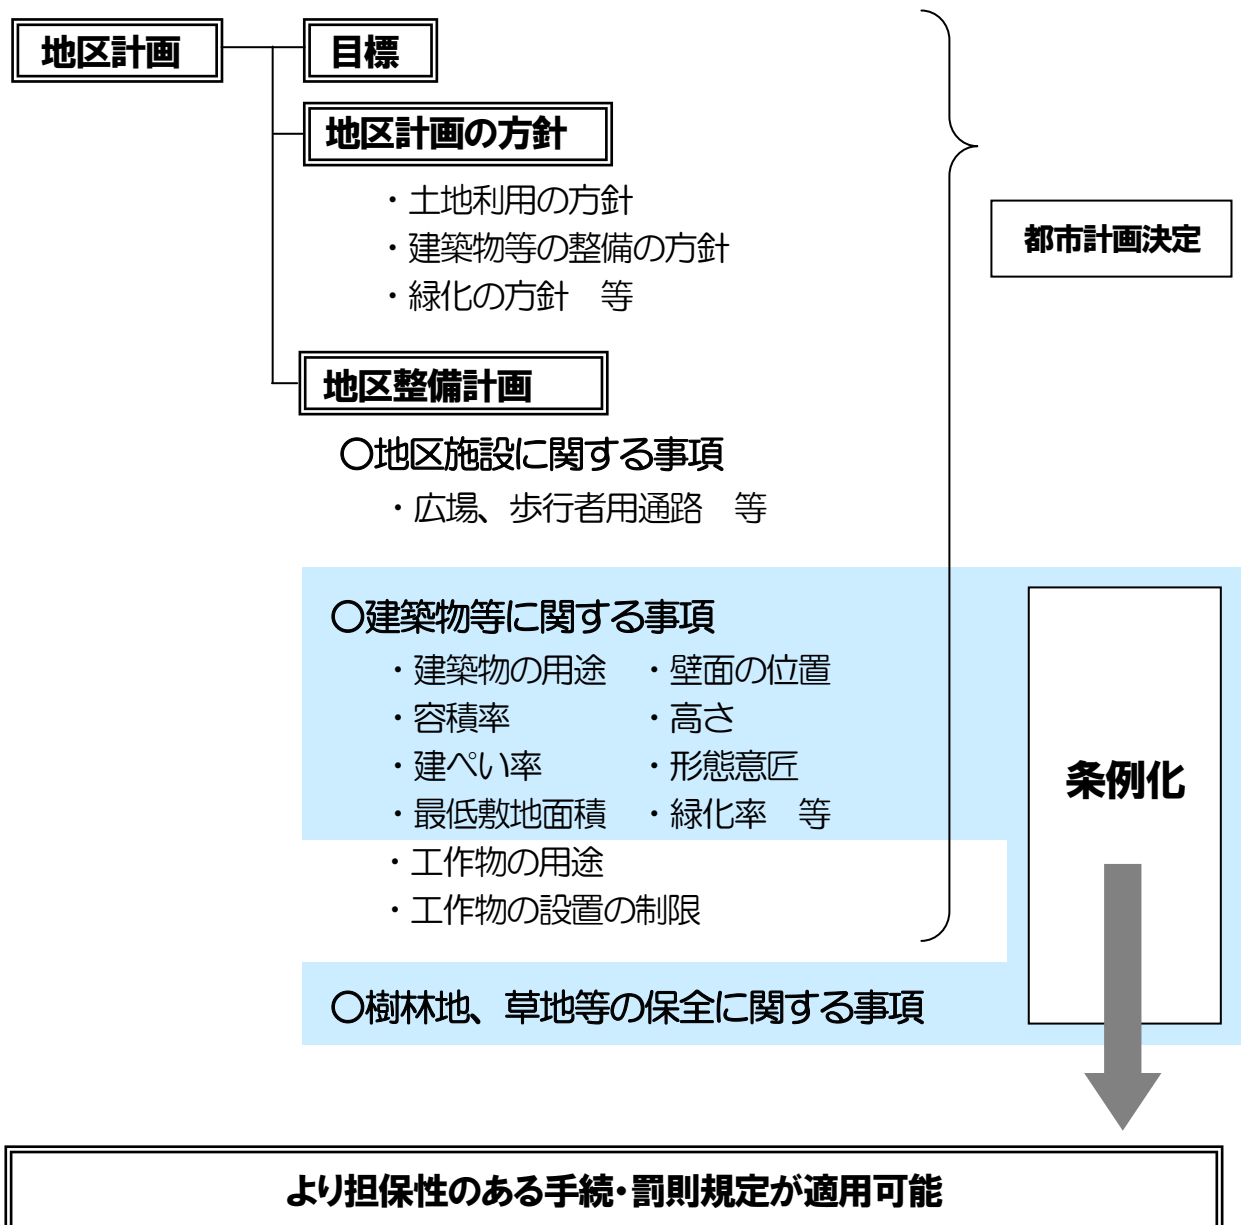 地区計画
目標
地区計画の方針
・土地利用の方針
・建築物等の整備の方針
・緑化の方針　等
都市計画決定
地区整備計画
〇地区施設に関する事項
・広場、歩行者用通路　等
〇建築物等に関する事項
・建築物の用途　・壁面の位置
・容積率　・高さ
・建ぺい率　・形態意匠
・最低敷地面積　・緑化率　等
・工作物の用途
・工作物の設置の制限
条例化
〇樹林地、草地等の保全に関する事項
より担保性のある手続・罰則規定が適用可能